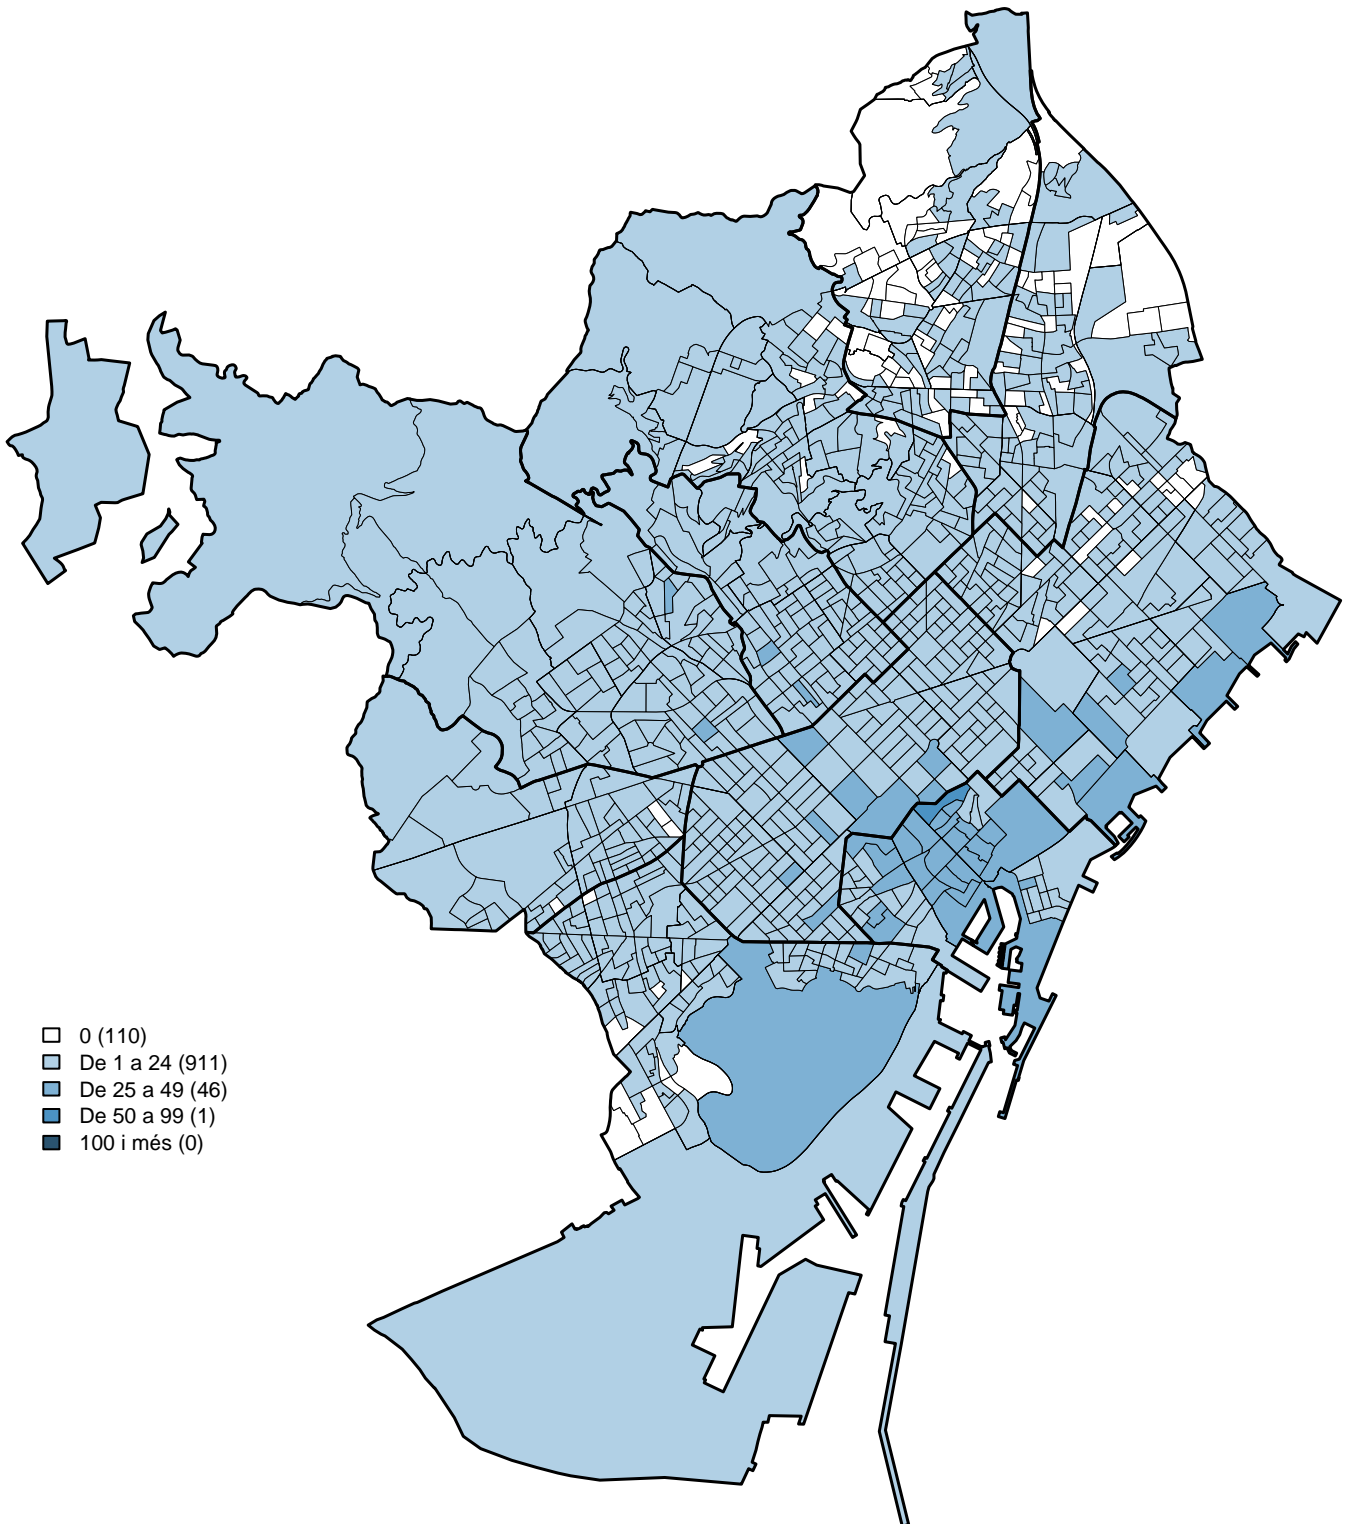 0 (110)
De 1 a 24 (911)
De 25 a 49 (46)
De 50 a 99 (1)
100 i més (0)